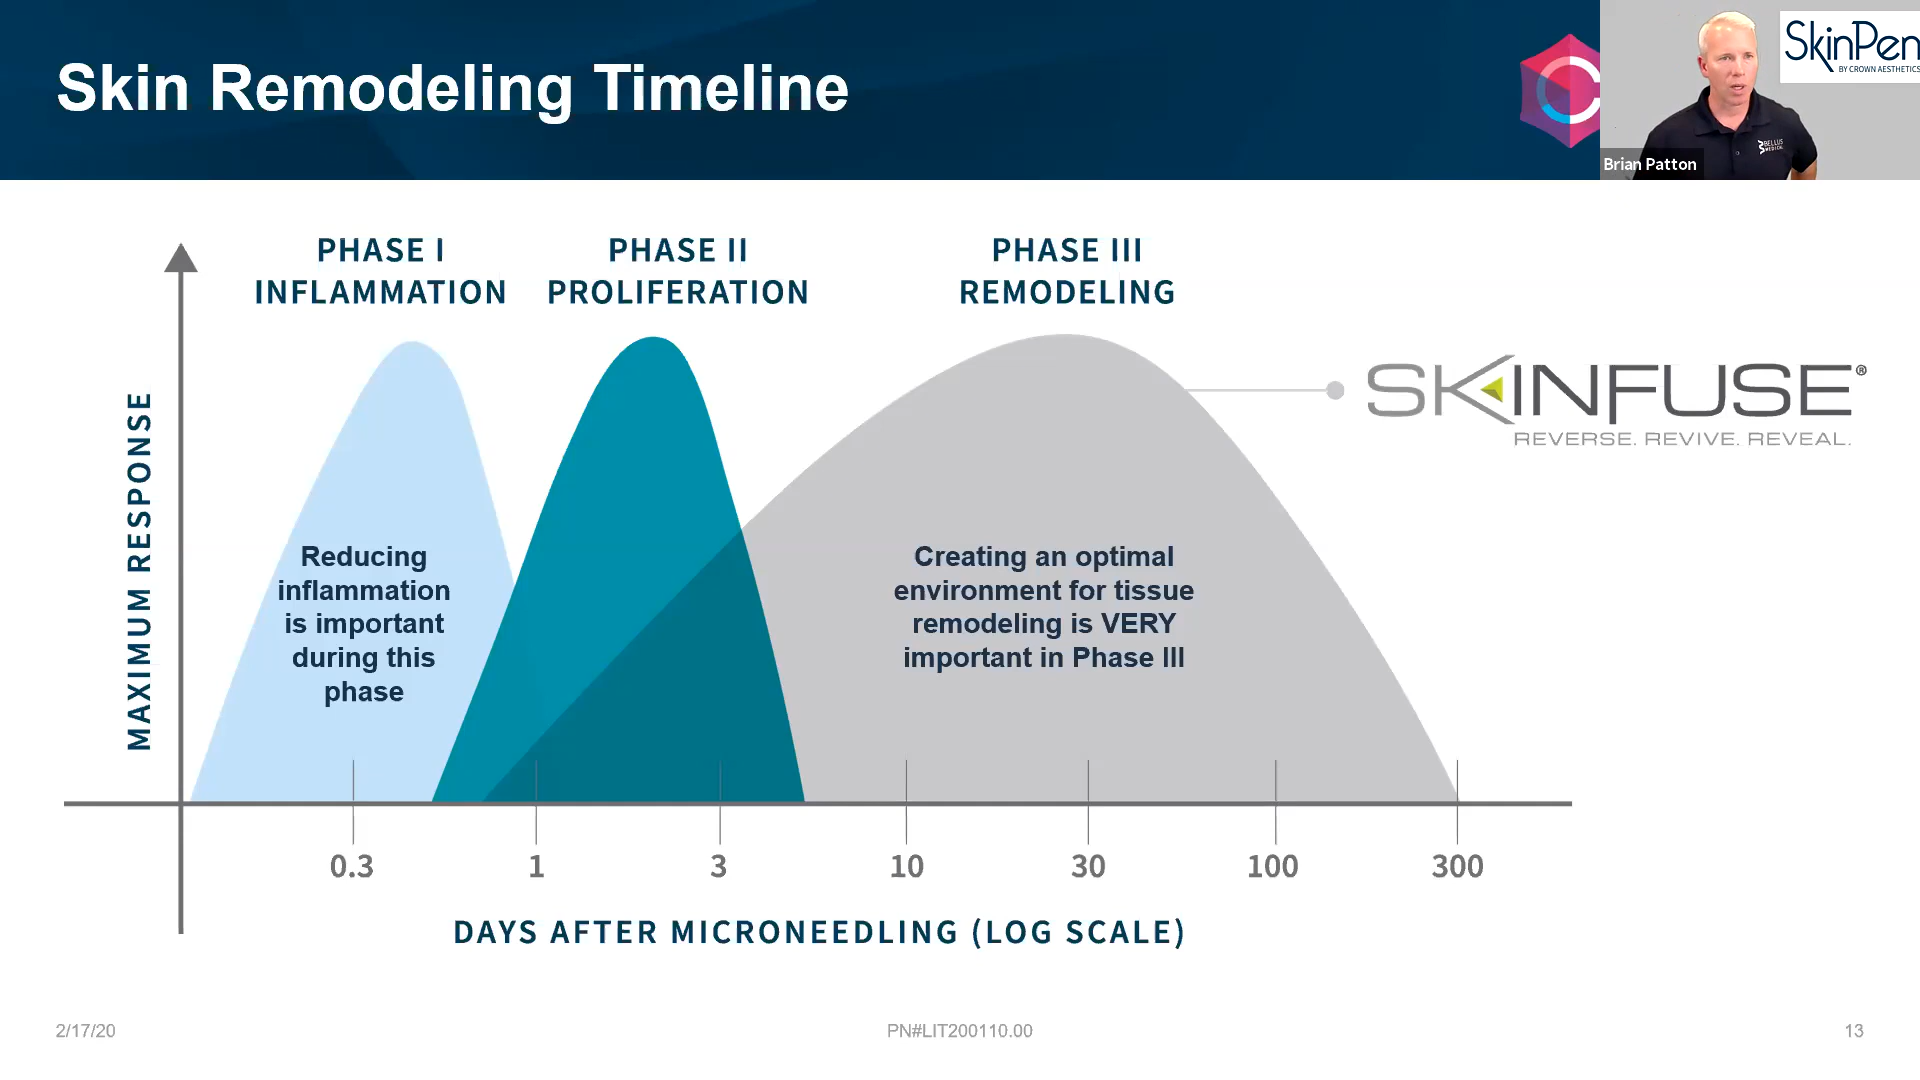 Skin Remodeling Timeline
SkinPen
BY CROWN AESTHETICS
BELLUS
MEDICAL
Brian Patton
PHASE I
INFLAMMATION
PHASE II
PROLIFERATION
PHASE III
REMODELING
SKINFUSE®
REVERSE. REVIVE. REVEAL.
MAXIMUM RESPONSE
Reducing
inflammation
is important
during this
phase
Creating an optimal
environment for tissue
remodeling is VERY
important in Phase III
0.3 1 3 10 30 100 300
DAYS AFTER MICRONEEDLING (LOG SCALE)
2/17/20 PN#LIT200110.00 13